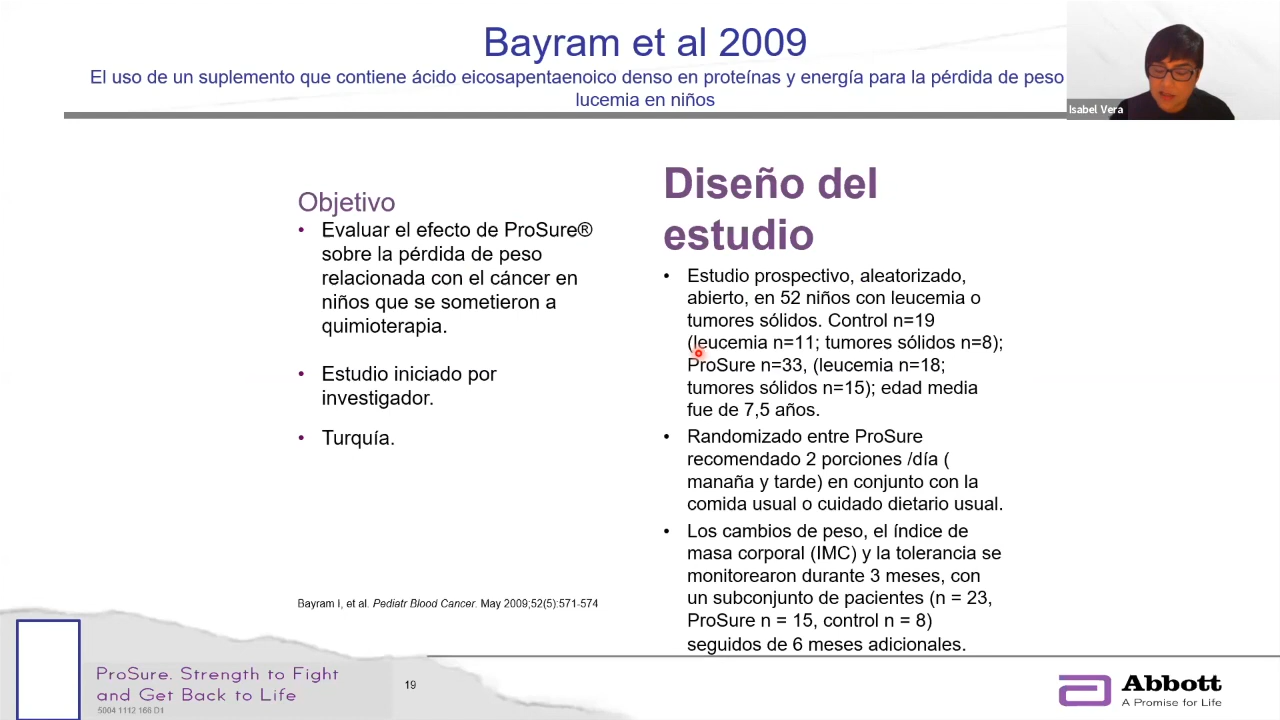 Bayram et al 2009
El uso de un suplemento que contiene ácido eicosapentaenoico denso en proteínas y energía para la pérdida de peso
lucemia en niños
Isabel Vera
Objetivo
• Evaluar el efecto de ProSure®
sobre la pérdida de peso
relacionada con el cáncer en
niños que se sometieron a
quimioterapia.
• Estudio iniciado por
investigador.
• Turquía.
Bayram I, et al. Pediatr Blood Cancer. May 2009;52(5):571-574
Diseño del
estudio
• Estudio prospectivo, aleatorizado,
abierto, en 52 niños con leucemia o
tumores sólidos. Control n=19
(leucemia n=11; tumores sólidos n=8);
ProSure n=33, (leucemia n=18;
tumores sólidos n=15); edad media
fue de 7,5 años.
• Randomizado entre ProSure
recomendado 2 porciones /día (
manaña y tarde) en conjunto con la
comida usual o cuidado dietario usual.
• Los cambios de peso, el índice de
masa corporal (IMC) y la tolerancia se
monitorearon durante 3 meses, con
un subconjunto de pacientes (n = 23,
ProSure n = 15, control n = 8)
seguidos de 6 meses adicionales.
ProSure. Strength to Fight
and Get Back to Life
5004 1112 166 D1
19
Abbott
A Promise for Life